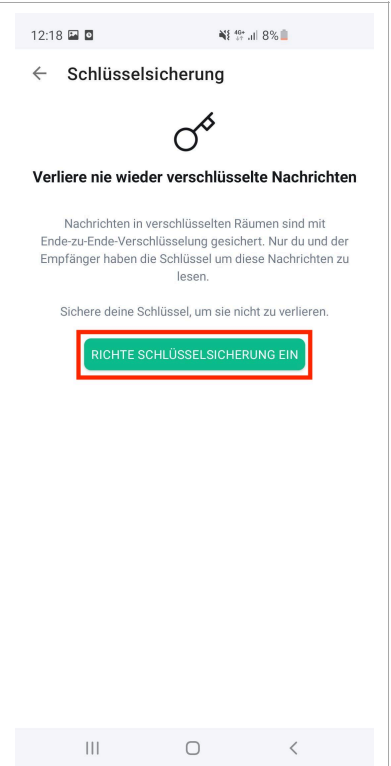 12:18 4G+ 8%
Schlüsselsicherung
Verliere nie wieder verschlüsselte Nachrichten
Nachrichten in verschlüsselten Räumen sind mit
Ende-zu-Ende-Verschlüsselung gesichert. Nur du und der
Empfänger haben die Schlüssel um diese Nachrichten zu
lesen.
Sichere deine Schlüssel, um sie nicht zu verlieren.
RICHTE SCHLÜSSELSICHERUNG EIN